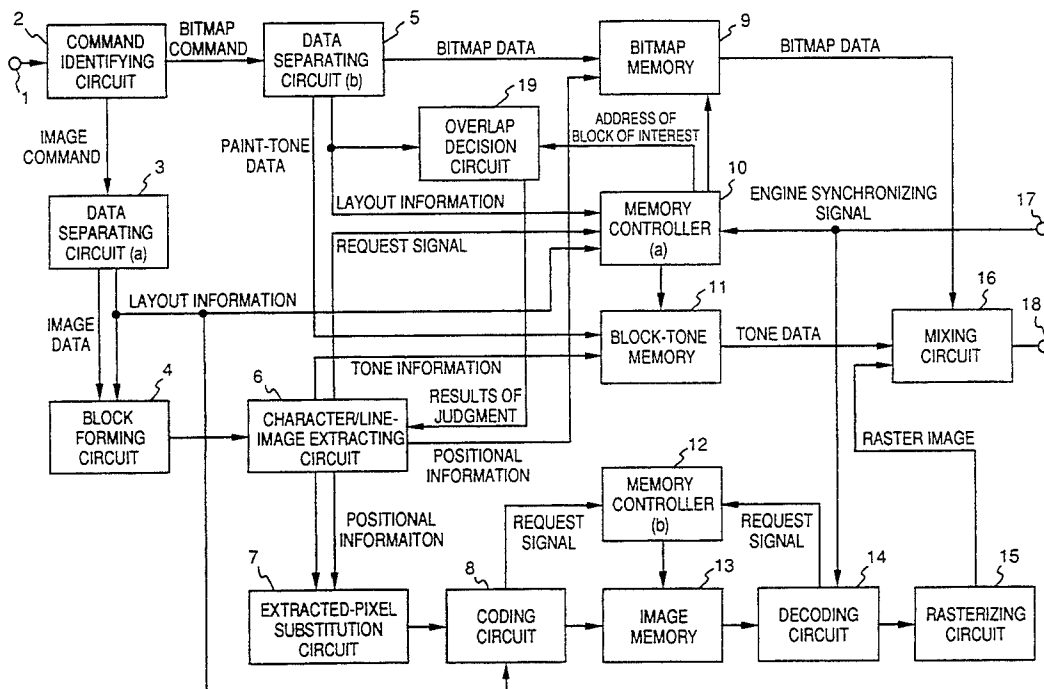 2
COMMAND
IDENTIFYING
CIRCUIT
1
BITMAP
COMMAND
5
DATA
SEPARATING
CIRCUIT (b)
BITMAP DATA
9
BITMAP
MEMORY
BITMAP DATA
IMAGE
COMMAND
PAINT-TONE
DATA
19
OVERLAP
DECISION
CIRCUIT
ADDRESS OF
BLOCK OF INTEREST
3
DATA
SEPARATING
CIRCUIT (a)
LAYOUT INFORMATION
REQUEST SIGNAL
10
MEMORY
CONTROLLER
(a)
ENGINE SYNCHRONIZING
SIGNAL
17
IMAGE
DATA
LAYOUT INFORMATION
11
BLOCK-TONE
MEMORY
TONE DATA
16
MIXING
CIRCUIT
18
4
BLOCK
FORMING
CIRCUIT
TONE INFORMATION
6
CHARACTER/LINE-
IMAGE EXTRACTING
CIRCUIT
RESULTS OF
JUDGMENT
POSITIONAL
INFORMATION
RASTER IMAGE
POSITIONAL
INFORMAITON
REQUEST
SIGNAL
12
MEMORY
CONTROLLER
(b)
REQUEST
SIGNAL
7
EXTRACTED-PIXEL
SUBSTITUTION
CIRCUIT
8
CODING
CIRCUIT
13
IMAGE
MEMORY
14
DECODING
CIRCUIT
15
RASTERIZING
CIRCUIT